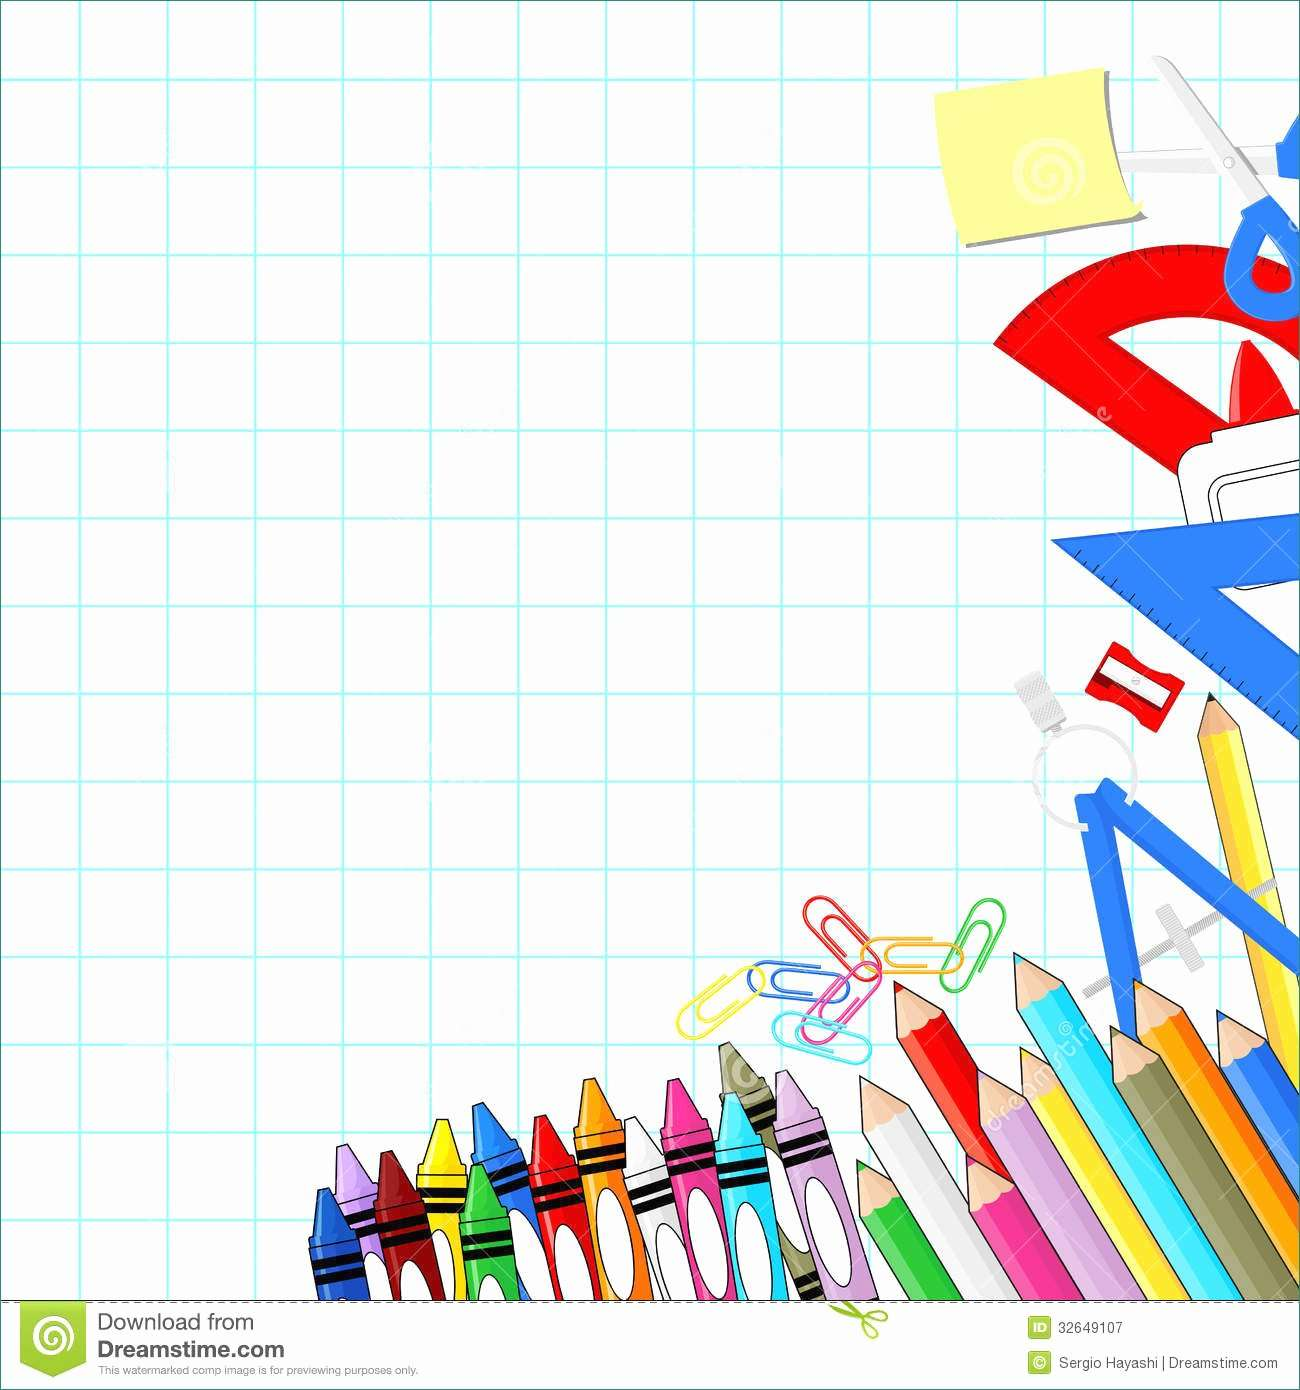 dreamstime
Download from
Dreamstime.com
This watermarked comp image is for previewing purposes only.
ID 32649107
© Sergio Hayashi | Dreamstime.com